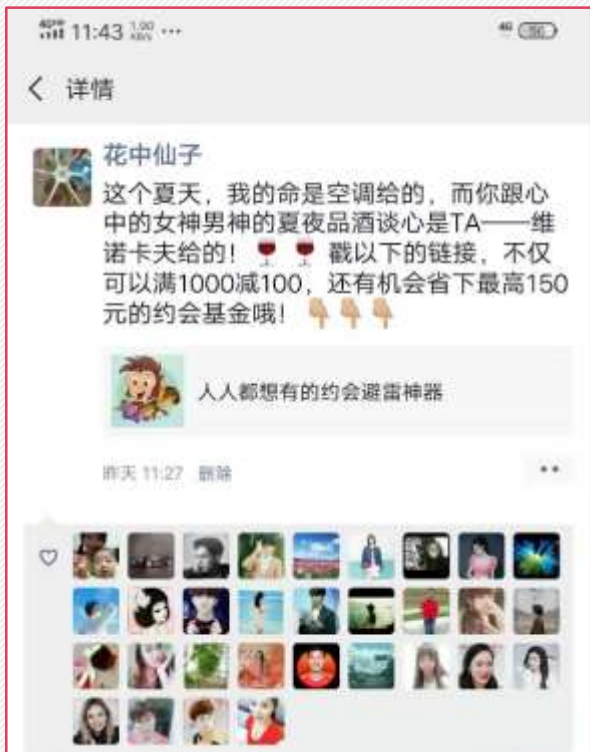 11:43
详情
花中仙子
这个夏天，我的命是空调给的，而你跟心
中的女神男神的夏夜品酒谈心是TA——维
诺卡夫给的！🍷🍷戳以下的链接，不仅
可以满1000减100，还有机会省下最高150
元的约会基金哦！👇🏼👇🏼👇🏼
人人都想有的约会避雷神器
昨天 11:27 删除